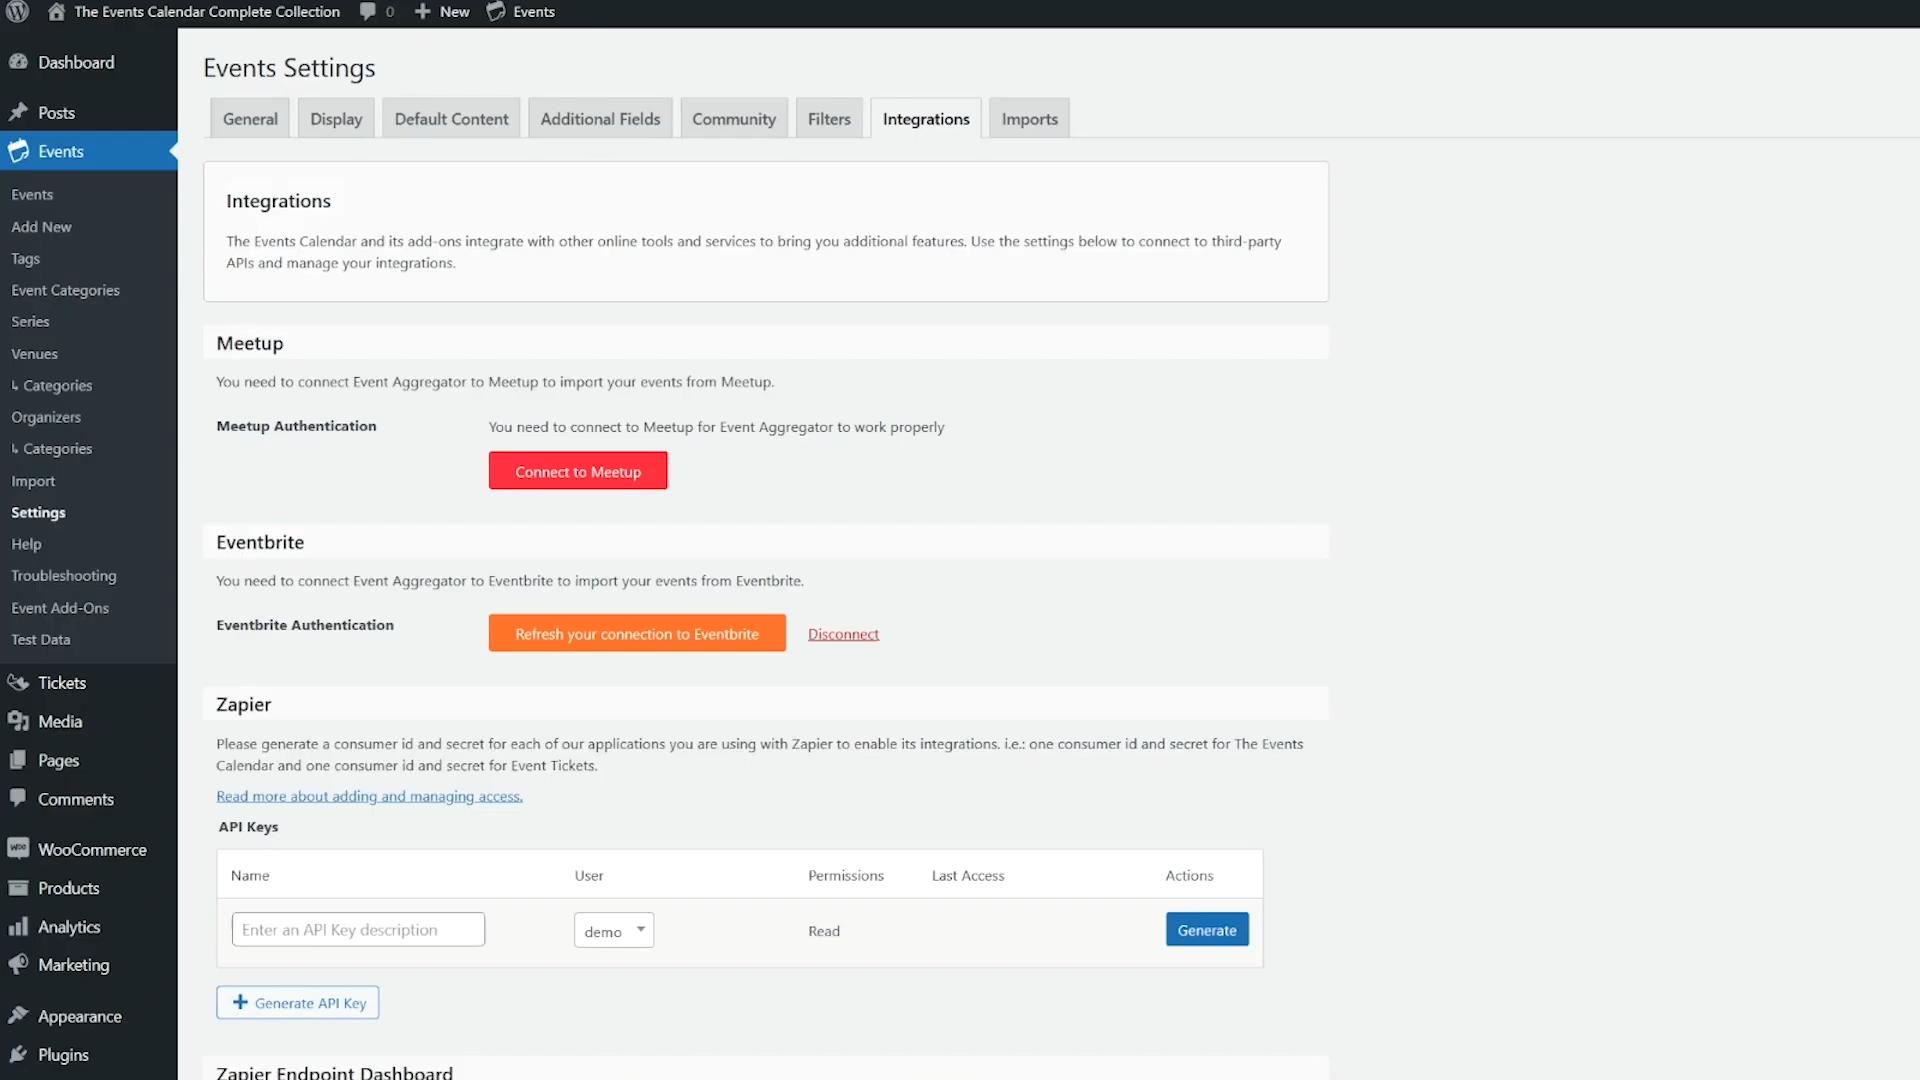 The Events Calendar Complete Collection 0 New Events
Dashboard
Posts
Events
Events
Add New
Tags
Event Categories
Series
Venues
↳ Categories
Organizers
↳ Categories
Import
Settings
Help
Troubleshooting
Event Add-Ons
Test Data
Tickets
Media
Pages
Comments
WooCommerce
Products
Analytics
Marketing
Appearance
Plugins
Events Settings
General Display Default Content Additional Fields Community Filters Integrations Imports
Integrations
The Events Calendar and its add-ons integrate with other online tools and services to bring you additional features. Use the settings below to connect to third-party
APIs and manage your integrations.
Meetup
You need to connect Event Aggregator to Meetup to import your events from Meetup.
Meetup Authentication You need to connect to Meetup for Event Aggregator to work properly
Connect to Meetup
Eventbrite
You need to connect Event Aggregator to Eventbrite to import your events from Eventbrite.
Eventbrite Authentication Refresh your connection to Eventbrite Disconnect
Zapier
Please generate a consumer id and secret for each of our applications you are using with Zapier to enable its integrations. i.e.: one consumer id and secret for The Events
Calendar and one consumer id and secret for Event Tickets.
Read more about adding and managing access.
API Keys
Name User Permissions Last Access Actions
Enter an API Key description demo Read Generate
Generate API Key
Zapier Endpoint Dashboard